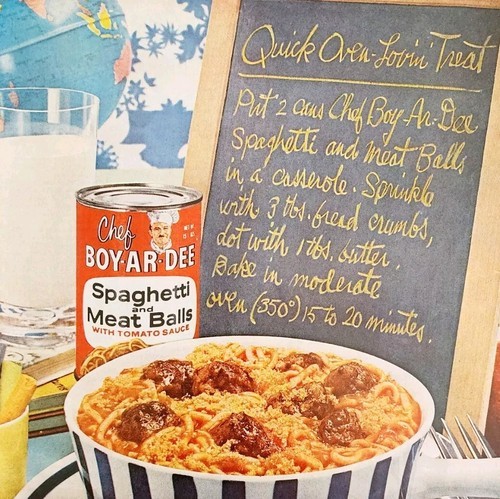 Quick Oven-Lovin' Treat
Put 2 cans Chef Boy-Ar-Dee
Spaghetti and Meat Balls
in a casserole. Sprinkle
with 3 tbs. bread crumbs,
dot with 1 tbs. butter.
Bake in moderate
oven (350°) 15 to 20 minutes.
Chef
BOY-AR-DEE
Spaghetti
and
Meat Balls
WITH TOMATO SAUCE